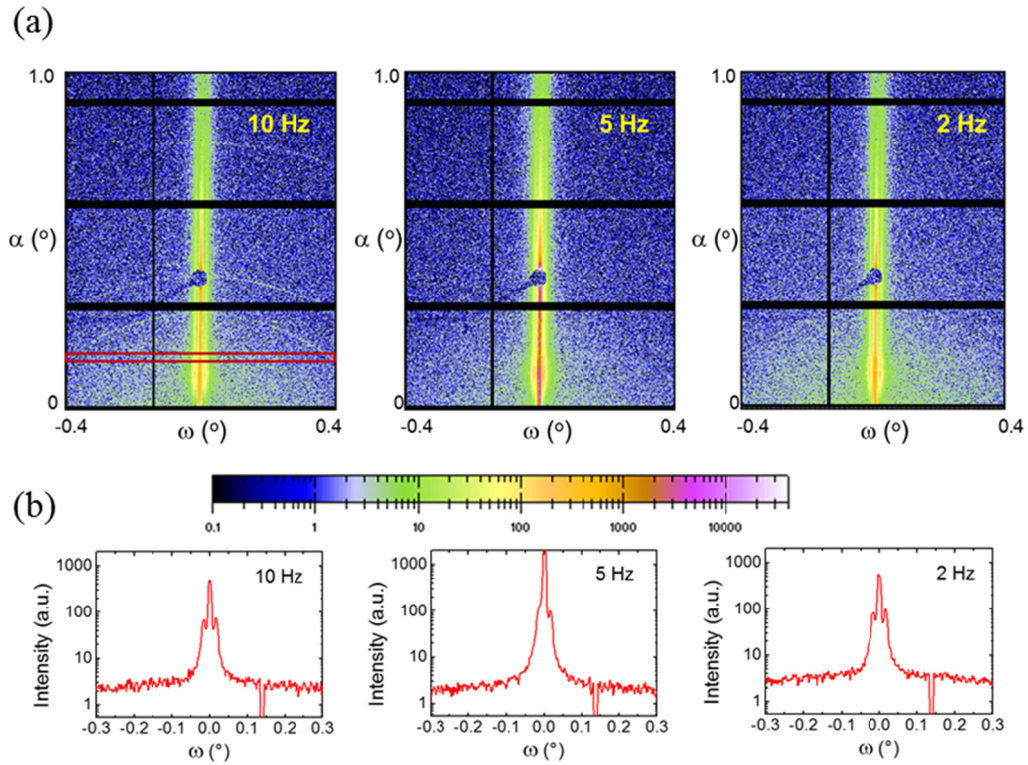 (a)
1.0
10 Hz
α (°)
0
-0.4
ω (°)
0.4
1.0
5 Hz
α (°)
0
-0.4
ω (°)
0.4
1.0
2 Hz
α (°)
0
-0.4
ω (°)
0.4
0.1 1 10 100 1000 10000
(b)
1000
100
10
1
Intensity (a.u.)
10 Hz
-0.3 -0.2 -0.1 0.0 0.1 0.2 0.3
ω (°)
1000
100
10
1
Intensity (a.u.)
5 Hz
-0.3 -0.2 -0.1 0.0 0.1 0.2 0.3
ω (°)
1000
100
10
1
Intensity (a.u.)
2 Hz
-0.3 -0.2 -0.1 0.0 0.1 0.2 0.3
ω (°)